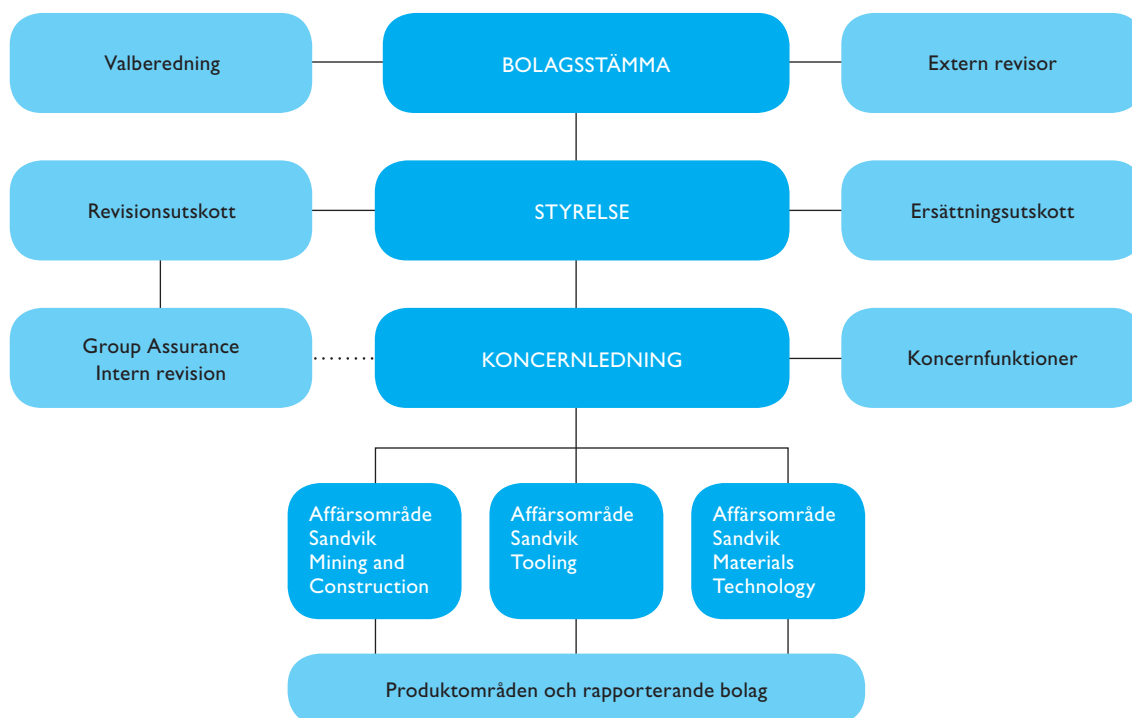 Valberedning
BOLAGSSTÄMMA
Extern revisor
Revisionsutskott
STYRELSE
Ersättningsutskott
Group Assurance
Intern revision
KONCERNLEDNING
Koncernfunktioner
Affärsområde
Sandvik
Mining and
Construction
Affärsområde
Sandvik
Tooling
Affärsområde
Sandvik
Materials
Technology
Produktområden och rapporterande bolag